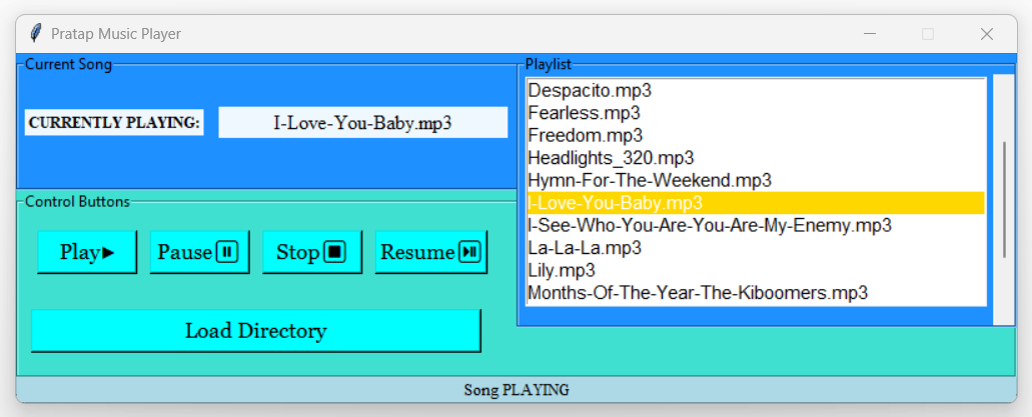 Pratap Music Player
Current Song
CURRENTLY PLAYING:
I-Love-You-Baby.mp3
Control Buttons
Play
Pause
Stop
Resume
Load Directory
Playlist
Despacito.mp3
Fearless.mp3
Freedom.mp3
Headlights_320.mp3
Hymn-For-The-Weekend.mp3
I-Love-You-Baby.mp3
I-See-Who-You-Are-You-Are-My-Enemy.mp3
La-La-La.mp3
Lily.mp3
Months-Of-The-Year-The-Kiboomers.mp3
Song PLAYING